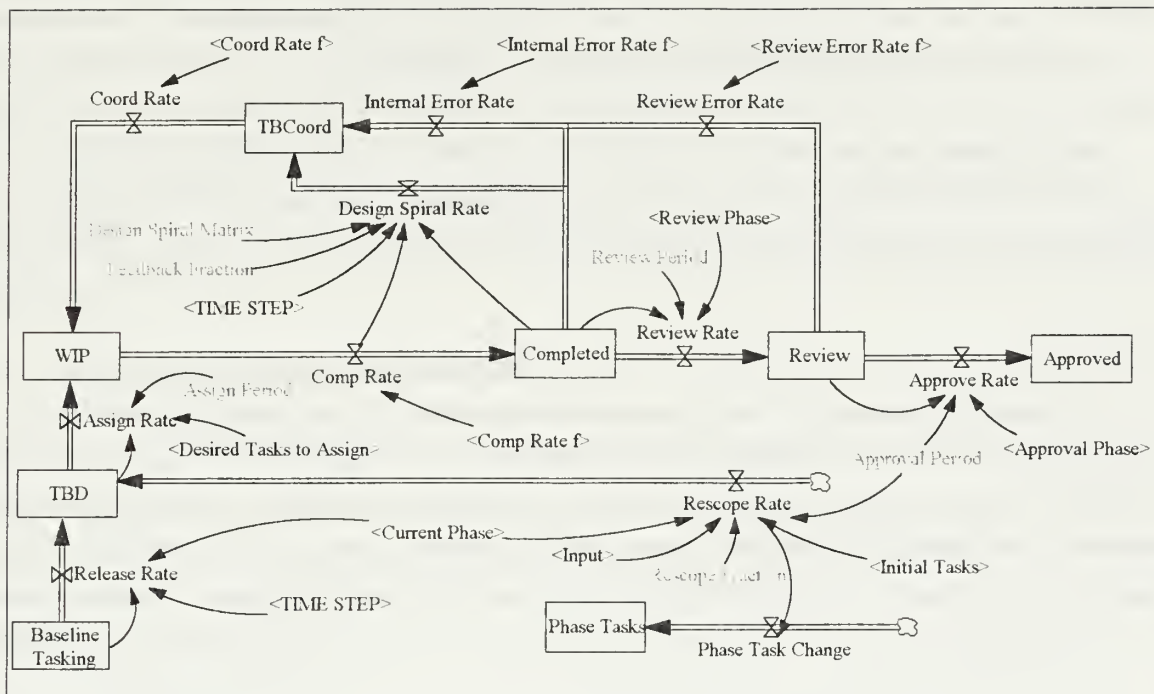 <Coord Rate f>
<Internal Error Rate f>
<Review Error Rate f>
Coord Rate
Internal Error Rate
Review Error Rate
TBCoord
Design Spiral Rate
Design Spiral Matrix
Feedback Fraction
<TIME STEP>
<Review Phase>
Review Period
Review Rate
WIP
Comp Rate
Completed
Review
Approve Rate
Approved
Assign Period
Assign Rate
<Desired Tasks to Assign>
<Comp Rate f>
Approval Period
<Approval Phase>
TBD
Rescope Rate
<Current Phase>
<Input>
Rescope
<Initial Tasks>
Release Rate
<TIME STEP>
Baseline
Tasking
Phase Tasks
Phase Task Change